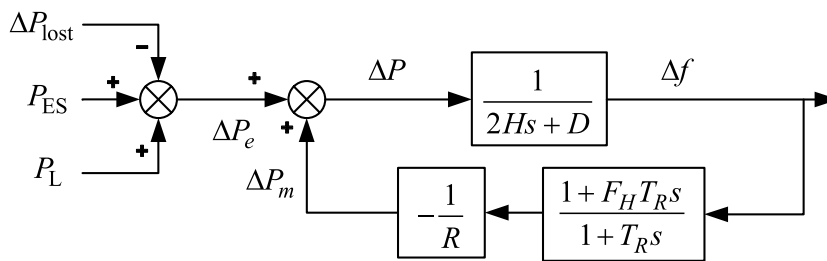 ΔP_lost
−
+
P_ES
ΔP_e
+
P_L
+
+
ΔP
1/(2Hs + D)
Δf
ΔP_m
−1/R
(1 + F_H T_R s)/(1 + T_R s)